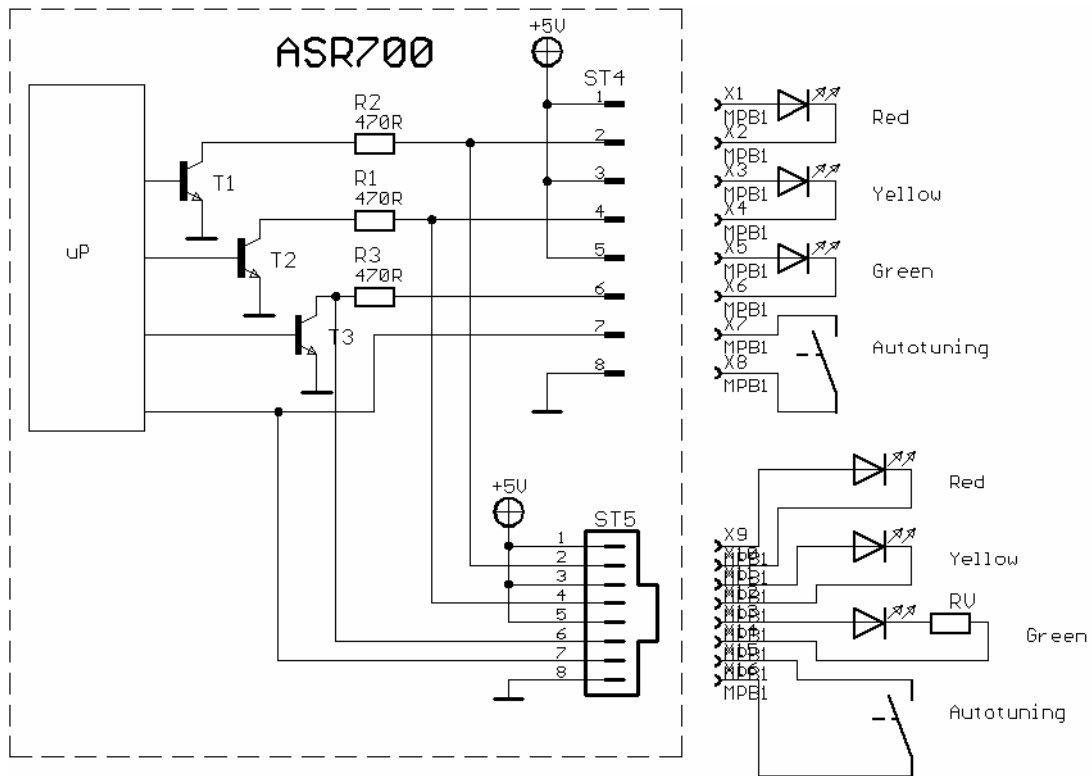 ASR700
+5V
ST4
uP
T1
T2
T3
R2
470R
R1
470R
R3
470R
1
2
3
4
5
6
7
8
X1
MPB1
X2
MPB1
X3
MPB1
X4
MPB1
X5
MPB1
X6
MPB1
X7
MPB1
X8
MPB1
Red
Yellow
Green
Autotuning
+5V
ST5
1
2
3
4
5
6
7
8
X9
MPB1
Red
Yellow
RV
Green
Autotuning